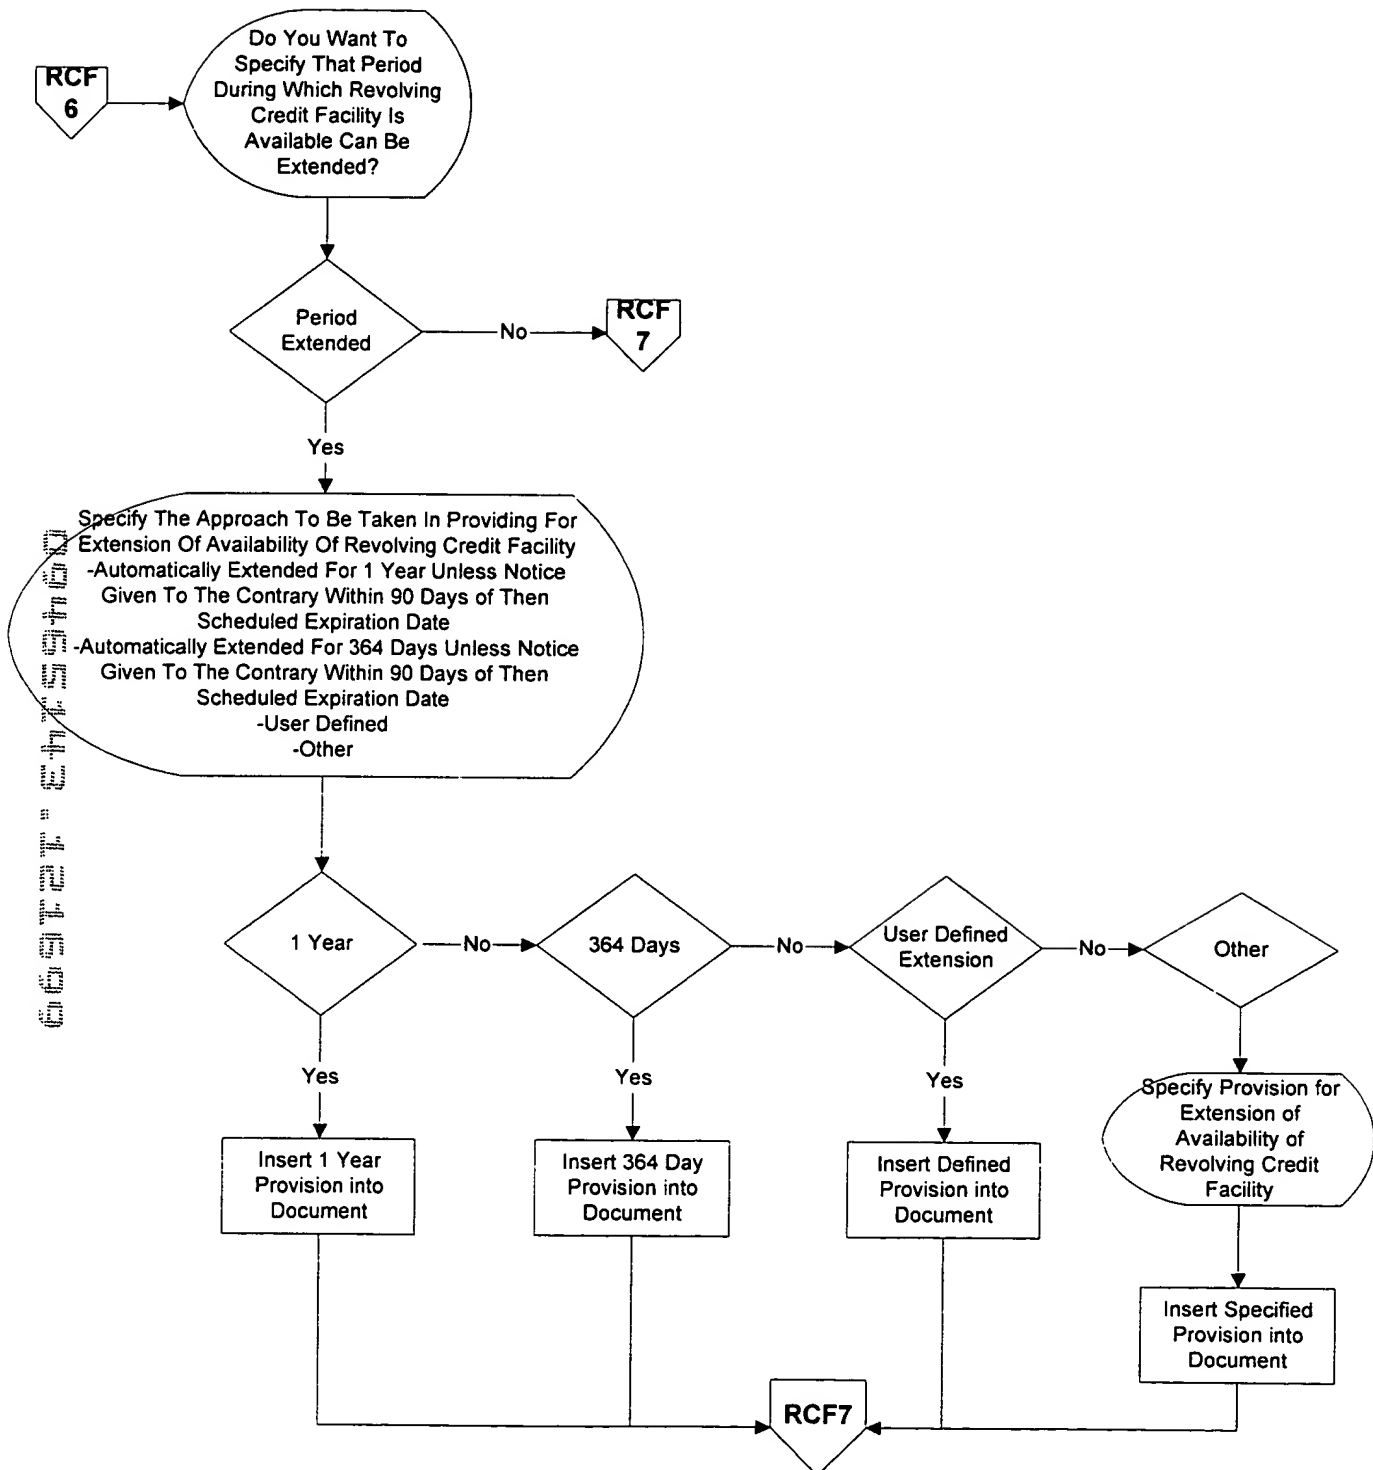 Do You Want To
Specify That Period
During Which Revolving
Credit Facility Is
Available Can Be
Extended?
RCF
6
Period
Extended
No
RCF
7
Yes
Specify The Approach To Be Taken In Providing For
Extension Of Availability Of Revolving Credit Facility
-Automatically Extended For 1 Year Unless Notice
Given To The Contrary Within 90 Days of Then
Scheduled Expiration Date
-Automatically Extended For 364 Days Unless Notice
Given To The Contrary Within 90 Days of Then
Scheduled Expiration Date
-User Defined
-Other
09465143.121699
1 Year
No
364 Days
No
User Defined
Extension
No
Other
Yes
Yes
Yes
Specify Provision for
Extension of
Availability of
Revolving Credit
Facility
Insert 1 Year
Provision into
Document
Insert 364 Day
Provision into
Document
Insert Defined
Provision into
Document
Insert Specified
Provision into
Document
RCF7